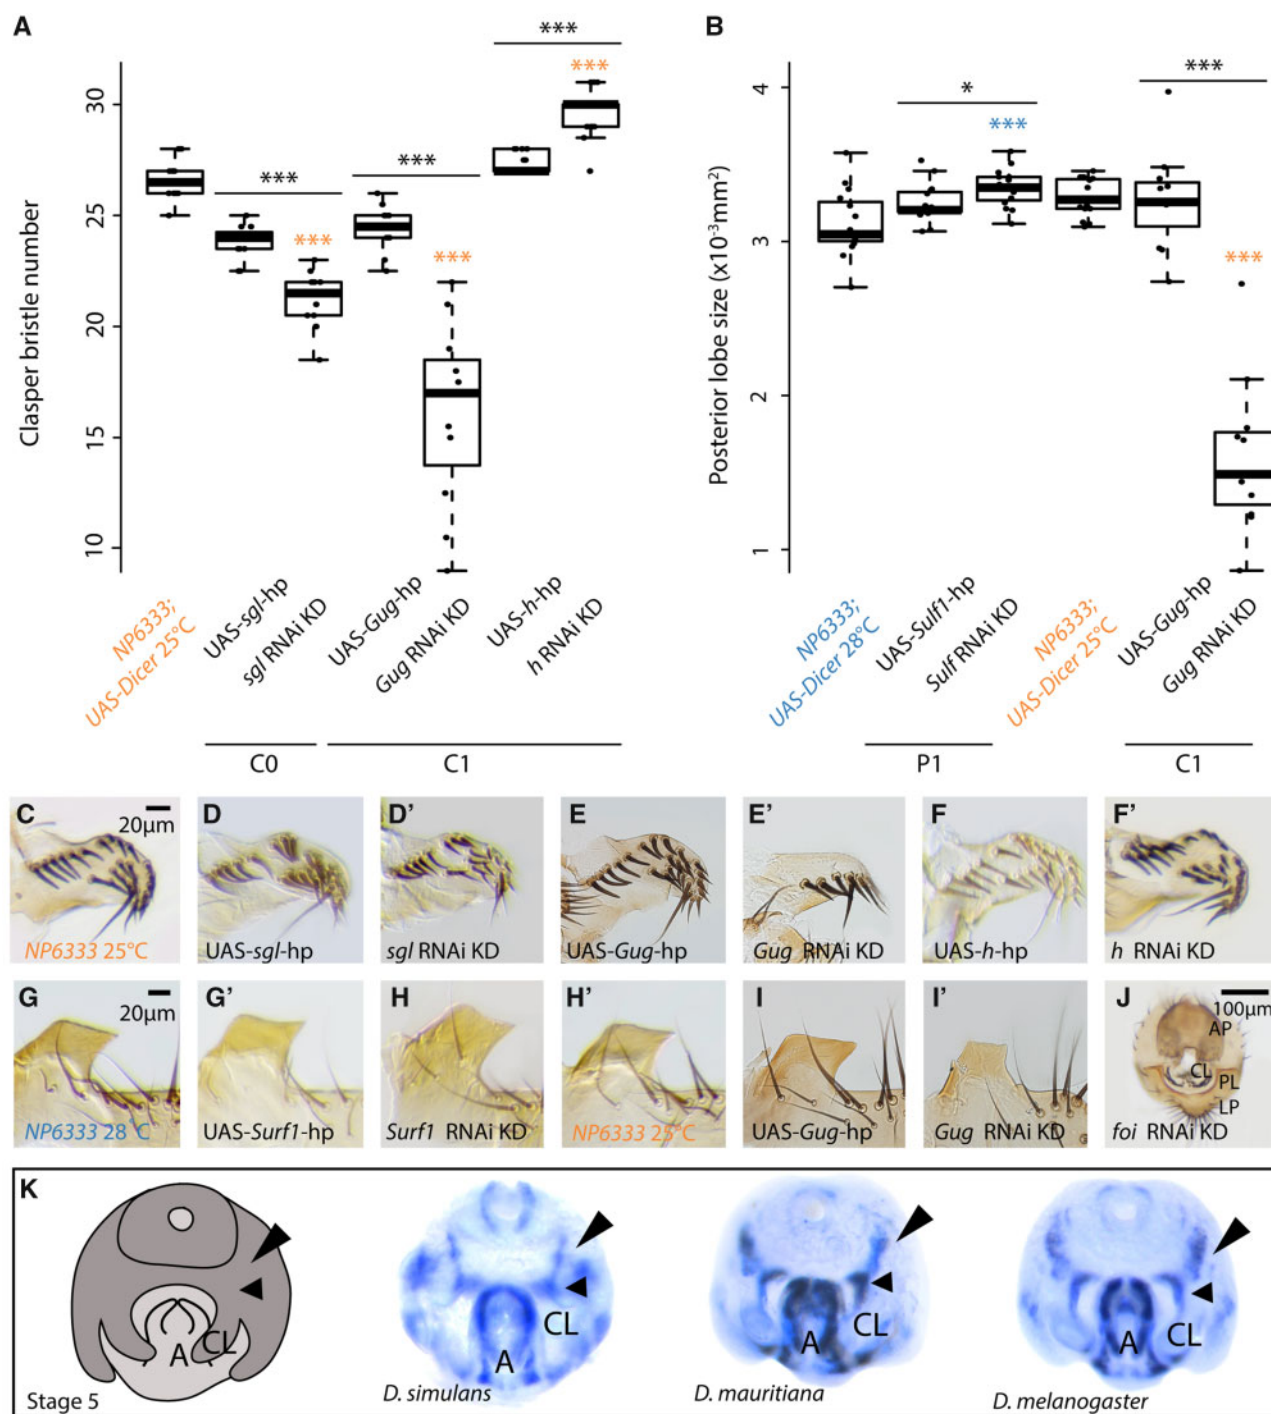 A
B
Clasper bristle number
30
25
20
15
10
***
***
***
***
***
***
NP6333;
UAS-Dicer 25°C
UAS-sgl-hp
sgl RNAi KD
UAS-Gug-hp
Gug RNAi KD
UAS-h-hp
h RNAi KD
C0
C1
Posterior lobe size (x10⁻³mm²)
4
3
2
1
*
***
***
***
NP6333;
UAS-Dicer 28°C
UAS-Sulf1-hp
Sulf RNAi KD
NP6333;
UAS-Dicer 25°C
UAS-Gug-hp
Gug RNAi KD
P1
C1
C
20µm
NP6333 25°C
D
UAS-sgl-hp
D'
sgl RNAi KD
E
UAS-Gug-hp
E'
Gug RNAi KD
F
UAS-h-hp
F'
h RNAi KD
G
20µm
NP6333 28°C
G'
UAS-Surf1-hp
H
Surf1 RNAi KD
H'
NP6333 25°C
I
UAS-Gug-hp
I'
Gug RNAi KD
J
100µm
AP
CL
PL
LP
foi RNAi KD
K
A
CL
Stage 5
CL
A
D. simulans
CL
A
D. mauritiana
CL
A
D. melanogaster